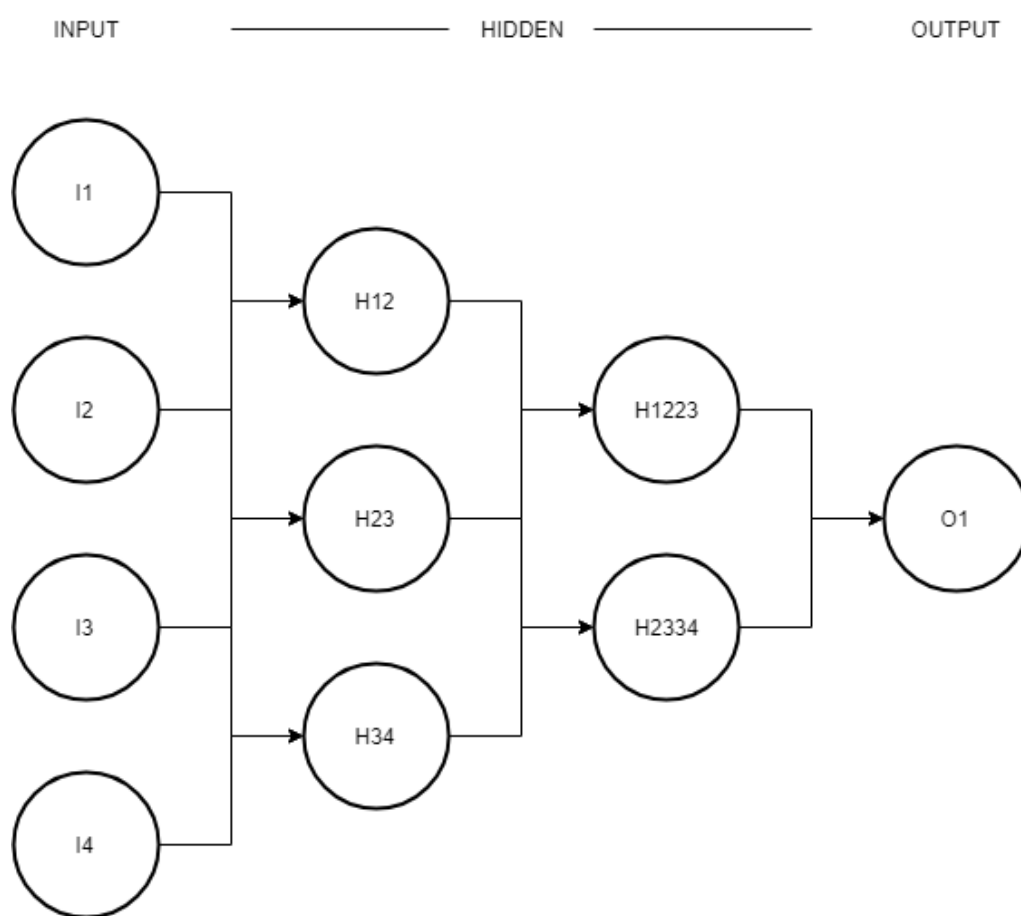 INPUT HIDDEN OUTPUT
I1
H12
I2
H1223
H23
O1
I3
H2334
H34
I4